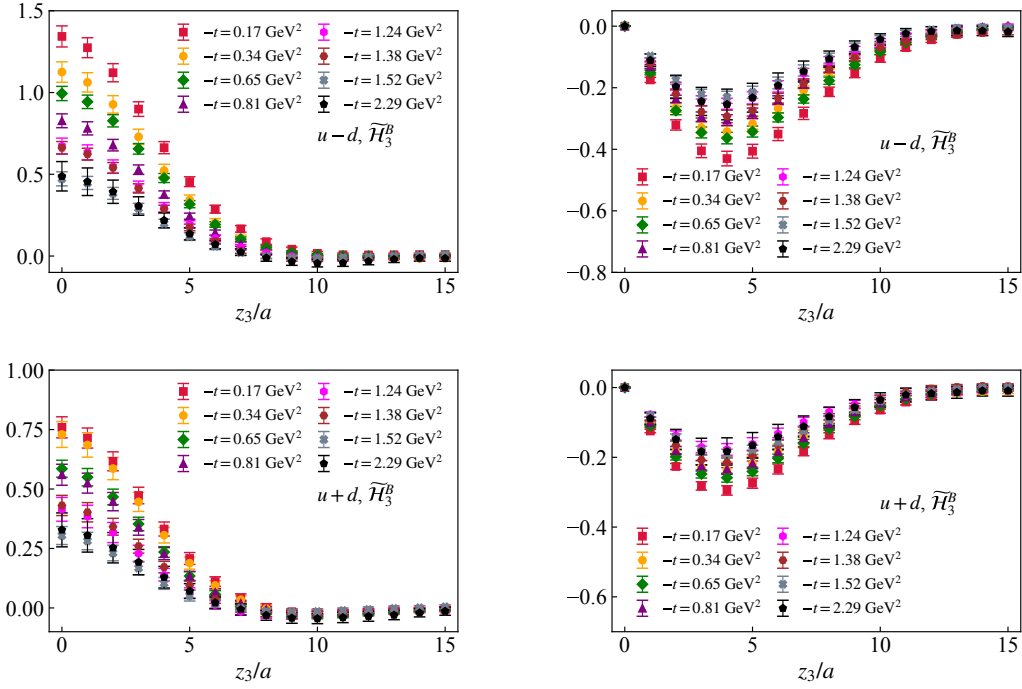 1.5
1.0
0.5
0.0
−t = 0.17 GeV²
−t = 0.34 GeV²
−t = 0.65 GeV²
−t = 0.81 GeV²
−t = 1.24 GeV²
−t = 1.38 GeV²
−t = 1.52 GeV²
−t = 2.29 GeV²
u − d, H̃₃ᴮ
0 5 10 15
z₃/a
−0.0
−0.2
−0.4
−0.6
−0.8
u − d, H̃₃ᴮ
−t = 0.17 GeV²
−t = 0.34 GeV²
−t = 0.65 GeV²
−t = 0.81 GeV²
−t = 1.24 GeV²
−t = 1.38 GeV²
−t = 1.52 GeV²
−t = 2.29 GeV²
0 5 10 15
z₃/a
1.00
0.75
0.50
0.25
0.00
−t = 0.17 GeV²
−t = 0.34 GeV²
−t = 0.65 GeV²
−t = 0.81 GeV²
−t = 1.24 GeV²
−t = 1.38 GeV²
−t = 1.52 GeV²
−t = 2.29 GeV²
u + d, H̃₃ᴮ
0 5 10 15
z₃/a
−0.0
−0.2
−0.4
−0.6
u + d, H̃₃ᴮ
−t = 0.17 GeV²
−t = 0.34 GeV²
−t = 0.65 GeV²
−t = 0.81 GeV²
−t = 1.24 GeV²
−t = 1.38 GeV²
−t = 1.52 GeV²
−t = 2.29 GeV²
0 5 10 15
z₃/a